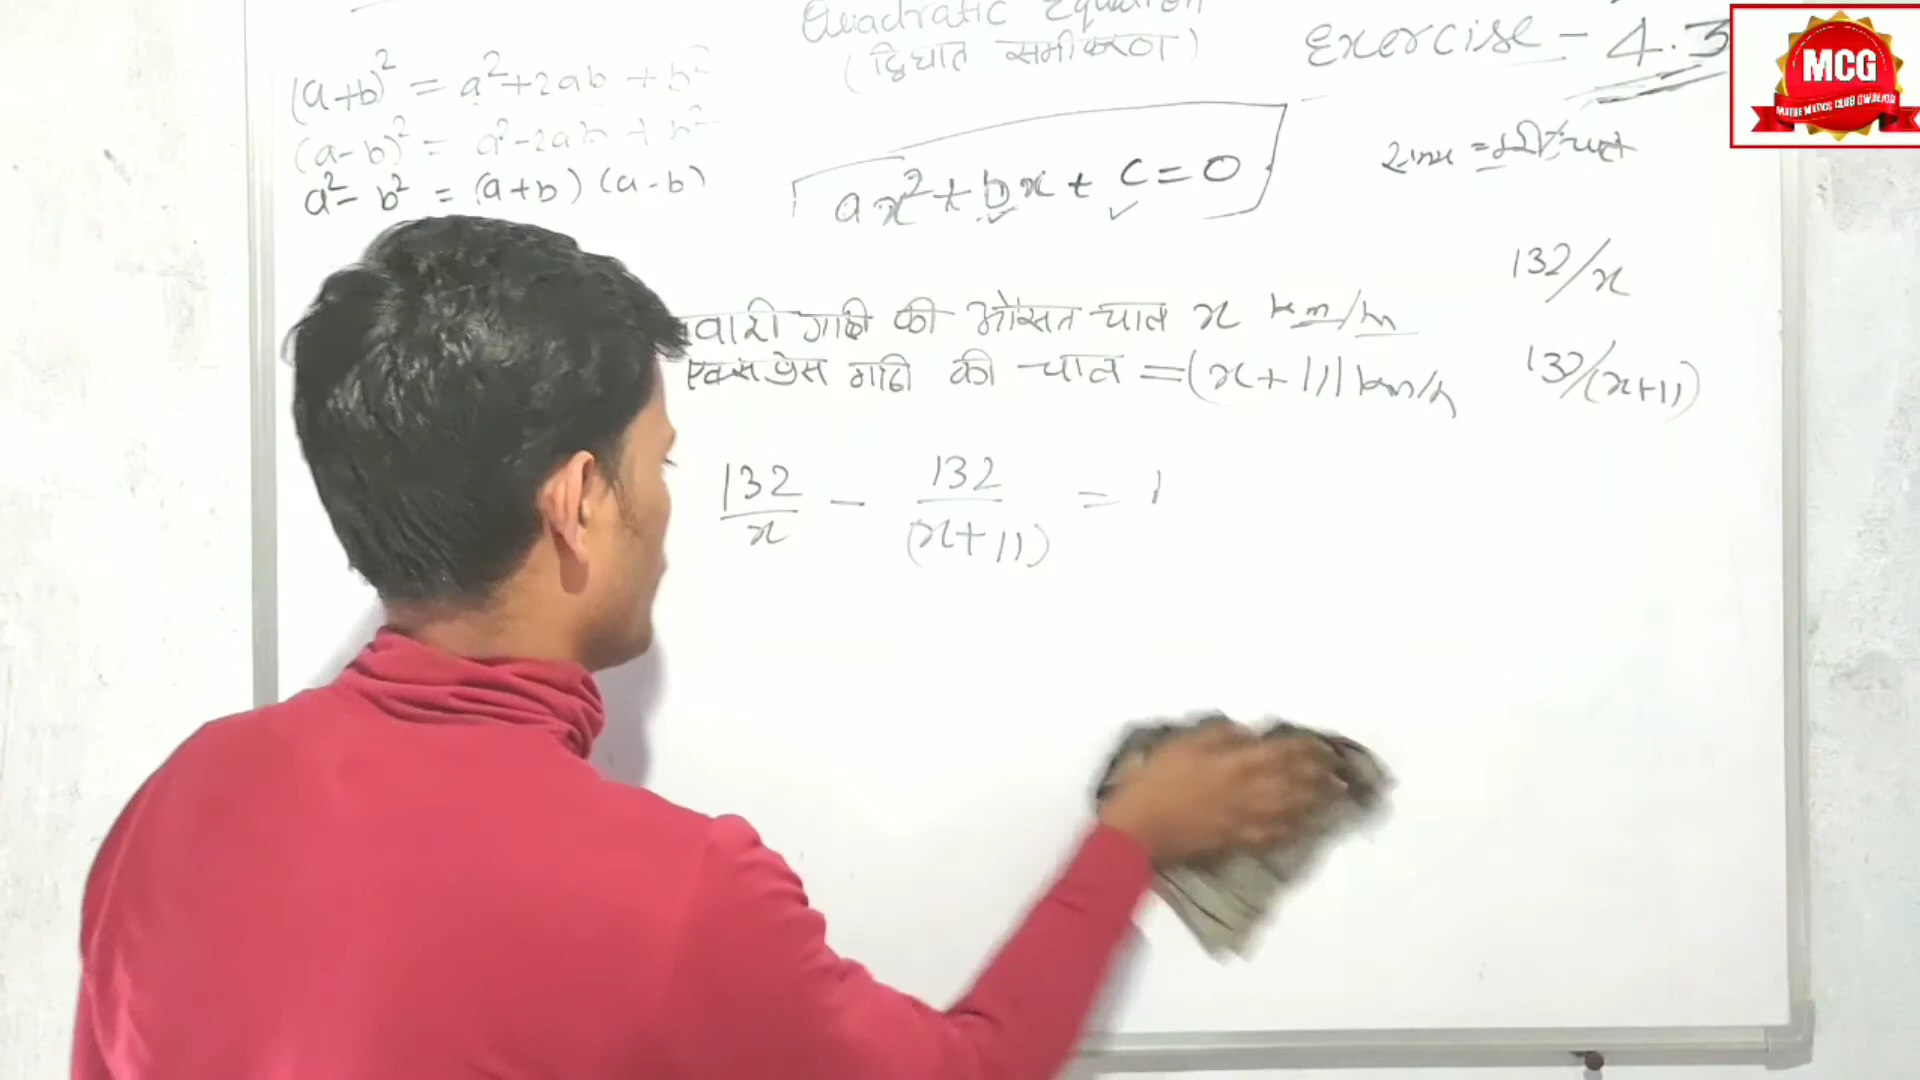 Quadratic Equation
(द्विघात समीकरण)
Exercise - 4.3
MCG
(a+b)² = a²+2ab+b²
(a-b)² = a²-2ab+b²
a²-b² = (a+b)(a-b)
ax²+bx+c=0
132/x
वारी गाड़ी की औसत चाल x km/h
एक्सप्रेस गाड़ी की चाल = (x+11) km/h
132/(x+11)
132/x - 132/(x+11) = 1